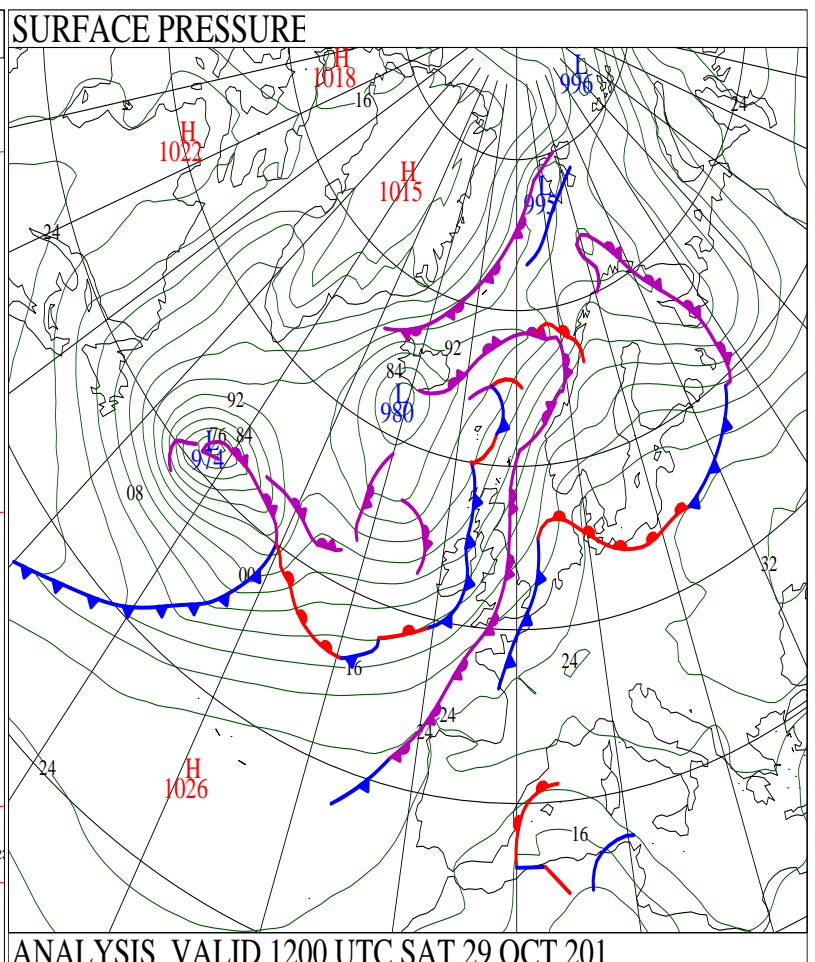 SURFACE PRESSURE
H
1018
L
996
16
24
H
1022
H
1015
L
995
24
92
84
L
980
92
76
84
L
974
08
00
32
16
24
24
24
H
1026
24
16
ANALYSIS VALID 1200 UTC SAT 29 OCT 201